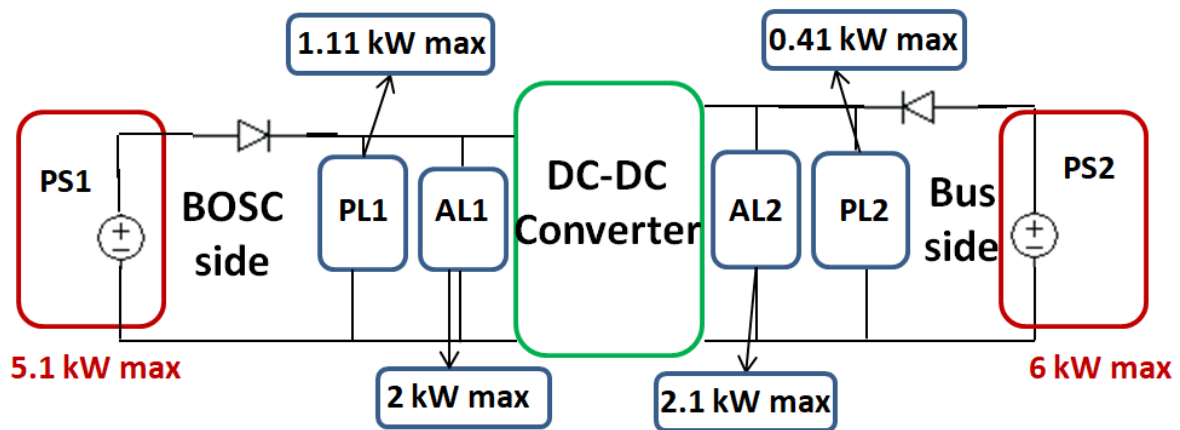 1.11 kW max
0.41 kW max
PS1
BOSC
side
PL1
AL1
DC-DC
Converter
AL2
PL2
Bus
side
PS2
5.1 kW max
2 kW max
2.1 kW max
6 kW max